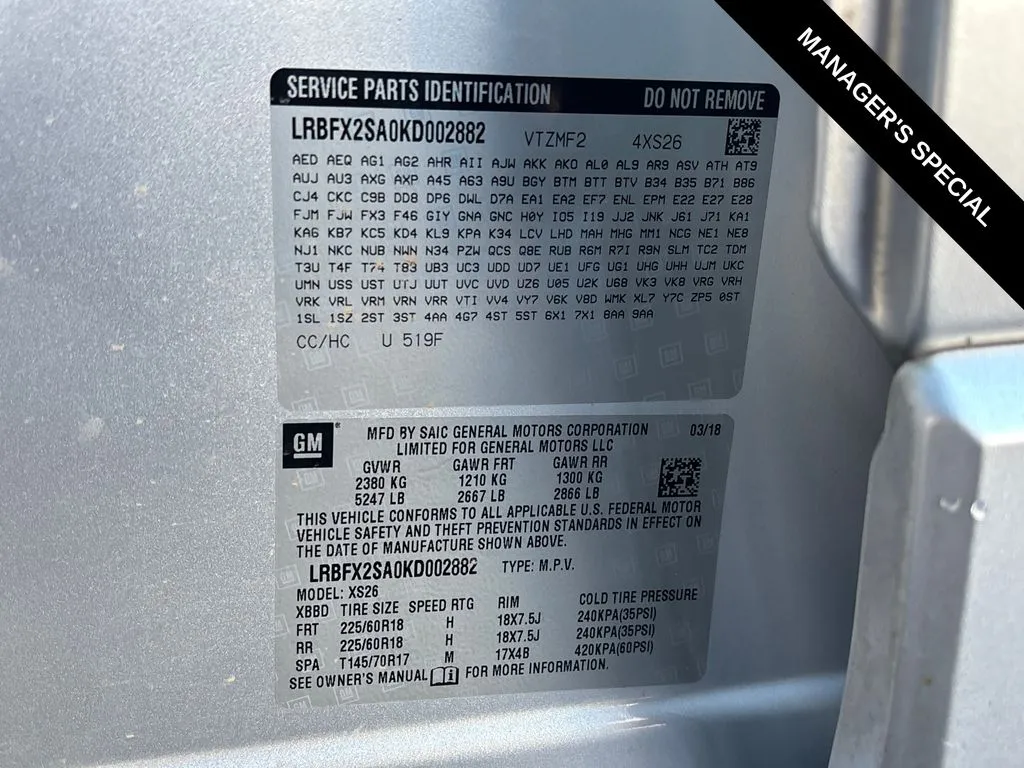 MANAGER'S SPECIAL
SERVICE PARTS IDENTIFICATION DO NOT REMOVE
LRBFX2SA0KD002882 VTZMF2 4XS26
AED AEQ AG1 AG2 AHR AII AJW AKK AKO AL0 AL9 AR9 ASV ATH AT9
AUJ AU3 AXG AXP A45 A63 A9U BGY BTM BTT BTV B34 B35 B71 B86
CJ4 CKC C9B DD8 DP6 DWL D7A EA1 EA2 EF7 ENL EPM E22 E27 E28
FJM FJW FX3 F46 GIY GNA GNC H0Y IO5 I19 JJ2 JNK J61 J71 KA1
KA6 KB7 KC5 KD4 KL9 KPA K34 LCV LHD MAH MHG MM1 NCG NE1 NE8
NJ1 NKC NUB NWN N34 PZW QCS Q8E RUB R6M R7I R9N SLM TC2 TDM
T3U T4F T74 T83 UB3 UC3 UDD UD7 UE1 UFG UG1 UHG UHH UJM UKC
UMN USS UST UTJ UUT UVC UVD UZ6 U05 U2K U68 VK3 VK8 VRG VRH
VRK VRL VRM VRN VRR VTI VV4 VY7 V6K V8D WMK XL7 Y7C ZP5 0ST
1SL 1SZ 2ST 3ST 4AA 4G7 4ST 5ST 6X1 7X1 8AA 9AA
CC/HC U 519F
GM
MFD BY SAIC GENERAL MOTORS CORPORATION 03/18
LIMITED FOR GENERAL MOTORS LLC
GVWR GAWR FRT GAWR RR
2380 KG 1210 KG 1300 KG
5247 LB 2667 LB 2866 LB
THIS VEHICLE CONFORMS TO ALL APPLICABLE U.S. FEDERAL MOTOR
VEHICLE SAFETY AND THEFT PREVENTION STANDARDS IN EFFECT ON
THE DATE OF MANUFACTURE SHOWN ABOVE.
LRBFX2SA0KD002882 TYPE: M.P.V.
MODEL: XS26
XBBD TIRE SIZE SPEED RTG RIM COLD TIRE PRESSURE
FRT 225/60R18 H 18X7.5J 240KPA(35PSI)
RR 225/60R18 H 18X7.5J 240KPA(35PSI)
SPA T145/70R17 M 17X4B 420KPA(60PSI)
SEE OWNER'S MANUAL FOR MORE INFORMATION.